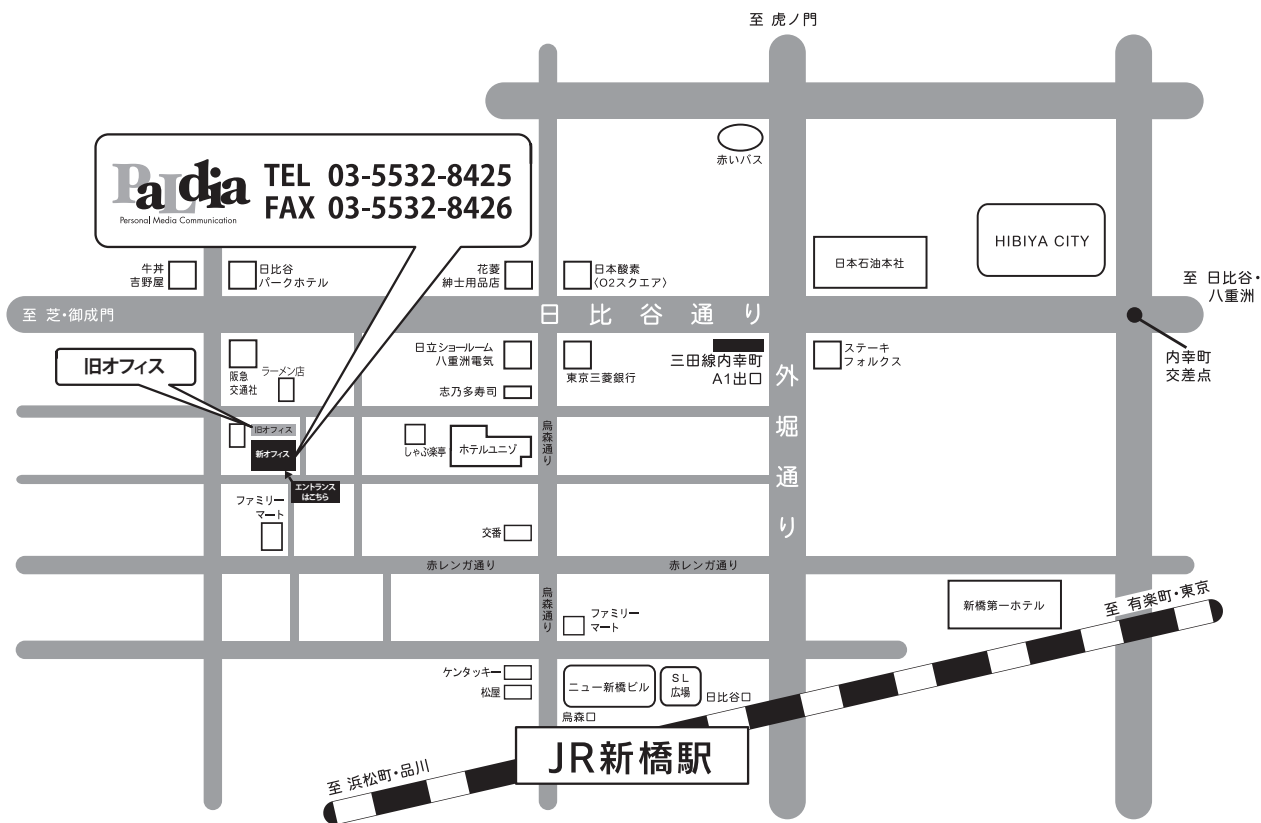 至 虎ノ門
赤いバス
PaLdia
Personal Media Communication
TEL 03-5532-8425
FAX 03-5532-8426
HIBIYA CITY
日本石油本社
牛丼
吉野屋
日比谷
パークホテル
花菱
紳士用品店
日本酸素
〈O2スクエア〉
至 日比谷・
八重洲
至 芝・御成門
日比谷通り
内幸町
交差点
旧オフィス
阪急
交通社
ラーメン店
日立ショールーム
八重洲電気
志乃多寿司
東京三菱銀行
三田線内幸町
A1出口
外堀通り
ステーキ
フォルクス
旧オフィス
新オフィス
エントランス
はこちら
しゃぶ楽亭
ホテルユニゾ
烏森通り
ファミリー
マート
交番
赤レンガ通り
赤レンガ通り
烏森通り
ファミリー
マート
新橋第一ホテル
至 有楽町・東京
ケンタッキー
松屋
ニュー新橋ビル
SL
広場
日比谷口
烏森口
JR新橋駅
至 浜松町・品川